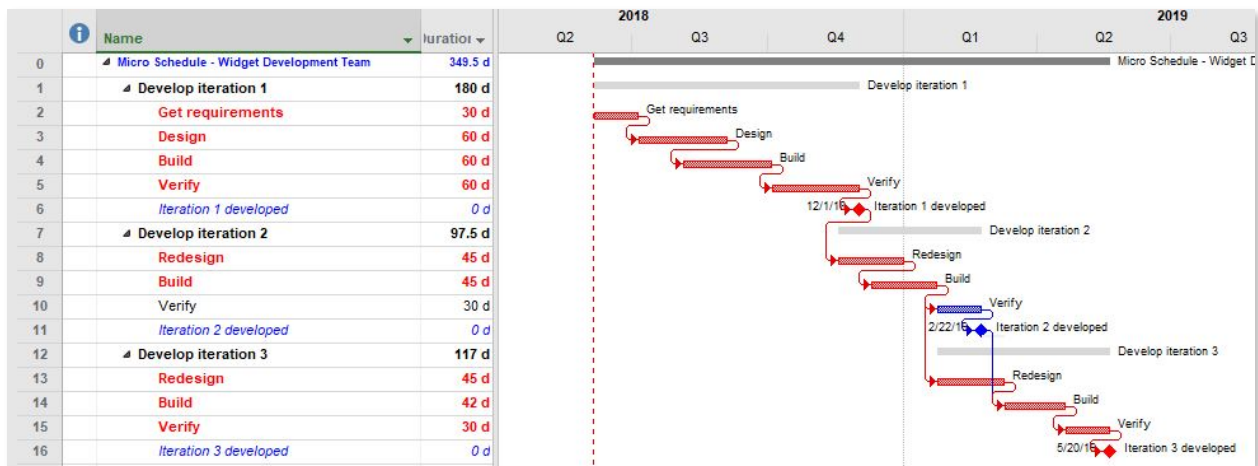 2018 2019
Name Duration Q2 Q3 Q4 Q1 Q2 Q3
0 Micro Schedule - Widget Development Team 349.5 d Micro Schedule - Widget D
1 Develop iteration 1 180 d Develop iteration 1
2 Get requirements 30 d Get requirements
3 Design 60 d Design
4 Build 60 d Build
5 Verify 60 d Verify
6 Iteration 1 developed 0 d 12/1/18 Iteration 1 developed
7 Develop iteration 2 97.5 d Develop iteration 2
8 Redesign 45 d Redesign
9 Build 45 d Build
10 Verify 30 d Verify
11 Iteration 2 developed 0 d 2/22/1 Iteration 2 developed
12 Develop iteration 3 117 d Develop iteration 3
13 Redesign 45 d Redesign
14 Build 42 d Build
15 Verify 30 d Verify
16 Iteration 3 developed 0 d 5/20/1 Iteration 3 developed